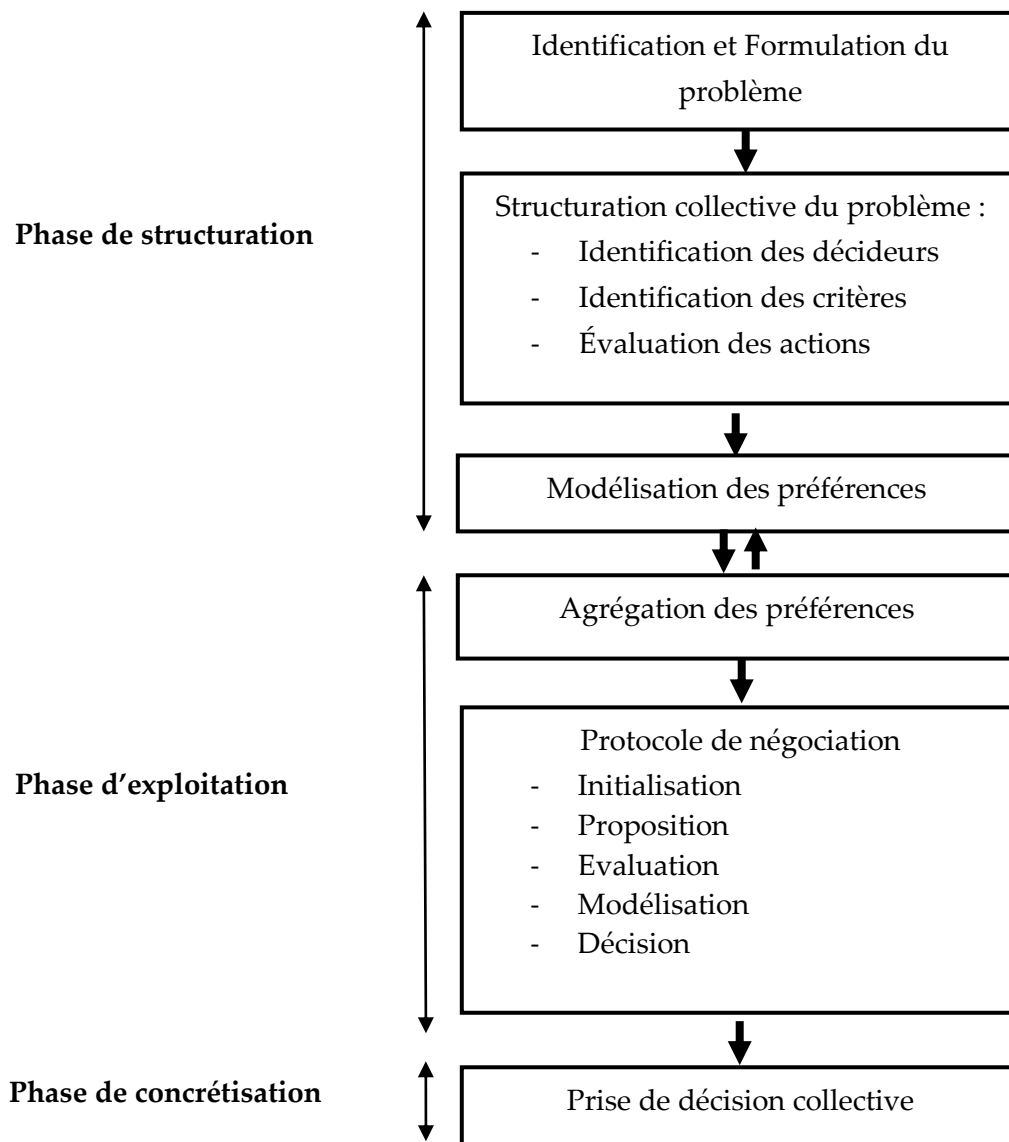 Identification et Formulation du
problème
Phase de structuration
Structuration collective du problème :
- Identification des décideurs
- Identification des critères
- Évaluation des actions
Modélisation des préférences
Agrégation des préférences
Phase d’exploitation
Protocole de négociation
- Initialisation
- Proposition
- Evaluation
- Modélisation
- Décision
Phase de concrétisation
Prise de décision collective